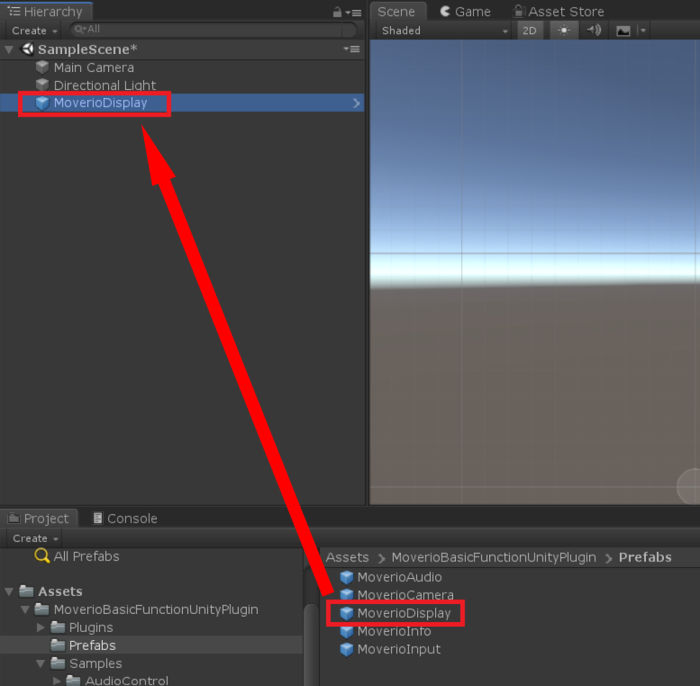 Hierarchy
Create
All
SampleScene*
Main Camera
Directional Light
MoverioDisplay
Scene
Game
Asset Store
Shaded
2D
Project
Console
Create
All Prefabs
Assets
MoverioBasicFunctionUnityPlugin
Plugins
Prefabs
Samples
AudioControl
Assets > MoverioBasicFunctionUnityPlugin > Prefabs
MoverioAudio
MoverioCamera
MoverioDisplay
MoverioInfo
MoverioInput